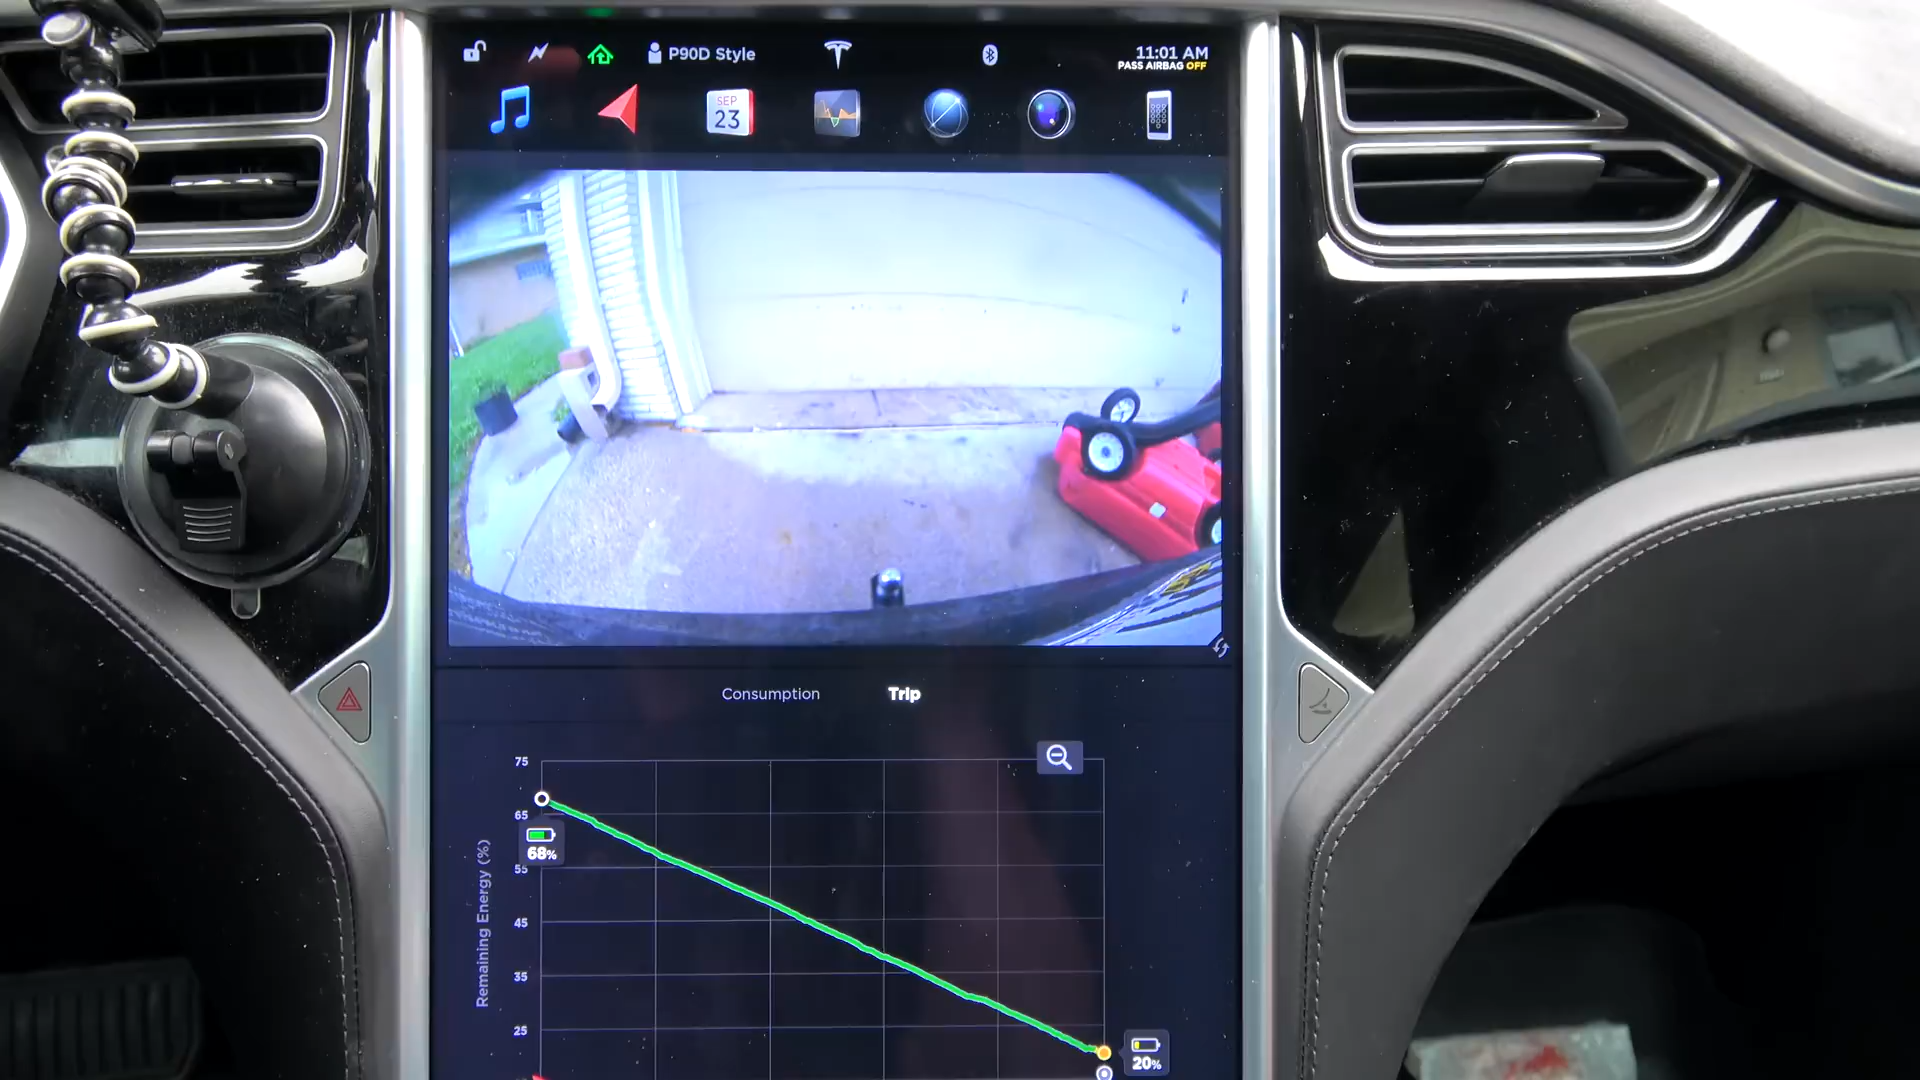 P90D Style
11:01 AM
PASS AIRBAG OFF
SEP
23
Consumption
Trip
75
65
68%
55
45
35
25
Remaining Energy (%)
20%